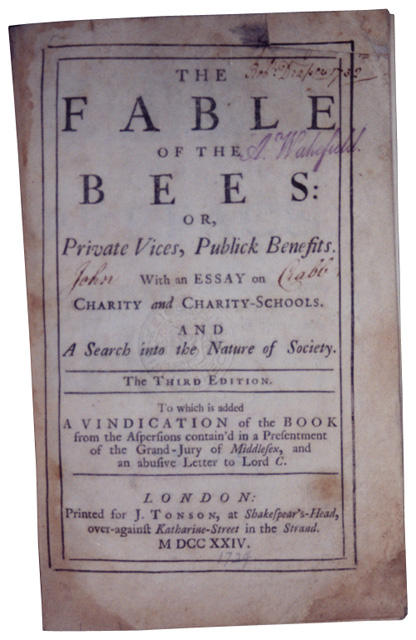 THE
FABLE
OF THE
A. Wakefield.
BEES:
OR,
Private Vices, Publick Benefits.
John
With an ESSAY on
Crabb
CHARITY and CHARITY-SCHOOLS.
AND
A Search into the Nature of Society.
The THIRD EDITION.
To which is added
A VINDICATION of the BOOK
from the Aſperſions contain'd in a Preſentment
of the Grand-Jury of Middleſex, and
an abuſive Letter to Lord C.
LONDON:
Printed for J. TONSON, at Shakeſpear's-Head,
over-againſt Katharine-Street in the Strand.
M DCC XXIV.
1724